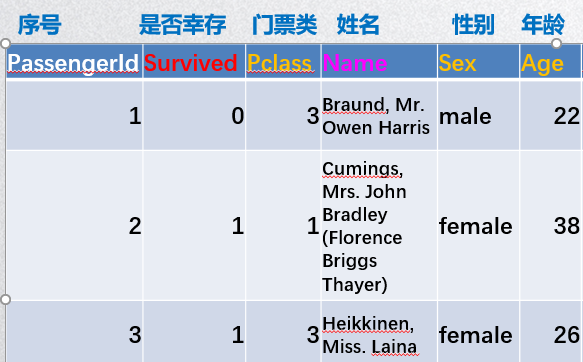 序号 是否幸存 门票类 姓名 性别 年龄
PassengerId Survived Pclass Name Sex Age
1 0 3 Braund, Mr. Owen Harris male 22
2 1 1 Cumings, Mrs. John Bradley (Florence Briggs Thayer) female 38
3 1 3 Heikkinen, Miss. Laina female 26